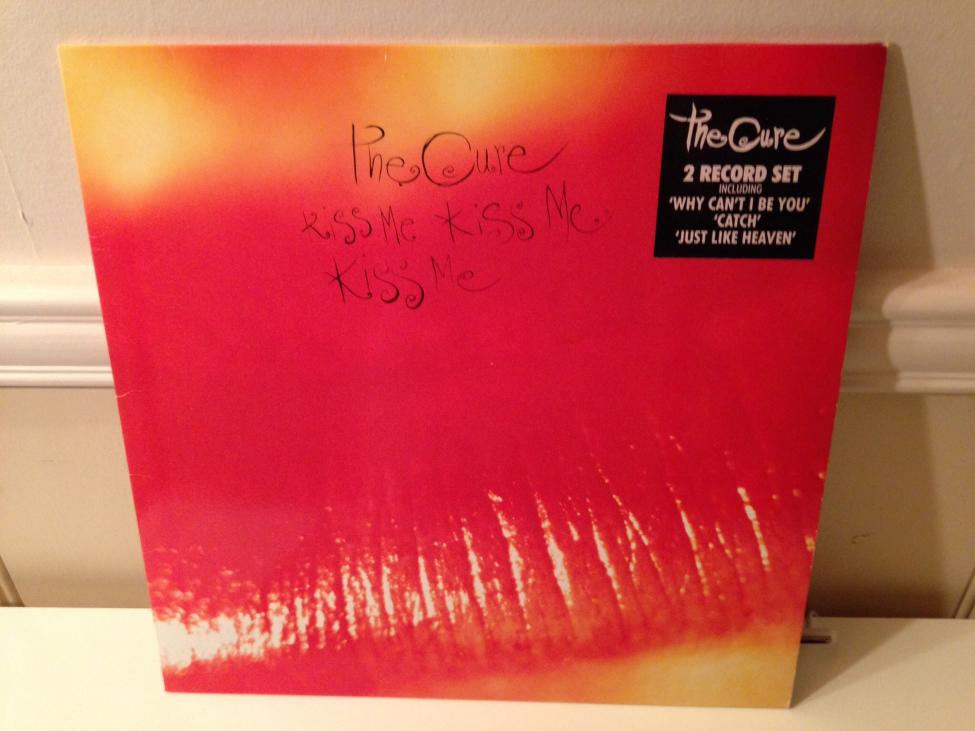 The Cure
Kiss Me Kiss Me
Kiss Me
The Cure
2 RECORD SET
INCLUDING
'WHY CAN'T I BE YOU'
'CATCH'
'JUST LIKE HEAVEN'